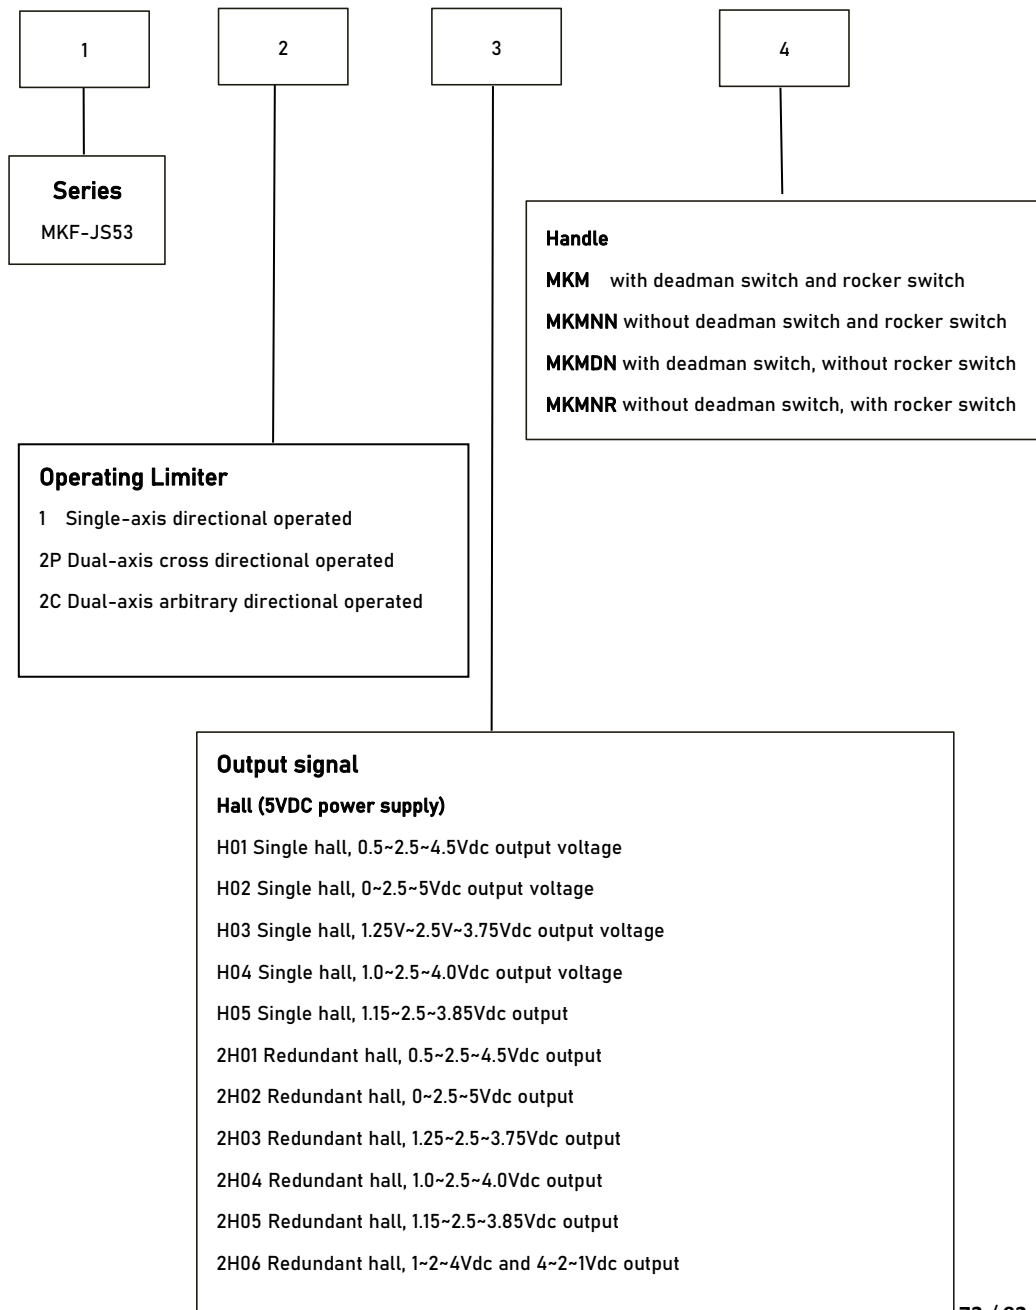 1
2
3
4
Series
MKF-JS53
Handle
MKM with deadman switch and rocker switch
MKMNN without deadman switch and rocker switch
MKMDN with deadman switch, without rocker switch
MKMNR without deadman switch, with rocker switch
Operating Limiter
1 Single-axis directional operated
2P Dual-axis cross directional operated
2C Dual-axis arbitrary directional operated
Output signal
Hall (5VDC power supply)
H01 Single hall, 0.5~2.5~4.5Vdc output voltage
H02 Single hall, 0~2.5~5Vdc output voltage
H03 Single hall, 1.25V~2.5V~3.75Vdc output voltage
H04 Single hall, 1.0~2.5~4.0Vdc output voltage
H05 Single hall, 1.15~2.5~3.85Vdc output
2H01 Redundant hall, 0.5~2.5~4.5Vdc output
2H02 Redundant hall, 0~2.5~5Vdc output
2H03 Redundant hall, 1.25~2.5~3.75Vdc output
2H04 Redundant hall, 1.0~2.5~4.0Vdc output
2H05 Redundant hall, 1.15~2.5~3.85Vdc output
2H06 Redundant hall, 1~2~4Vdc and 4~2~1Vdc output